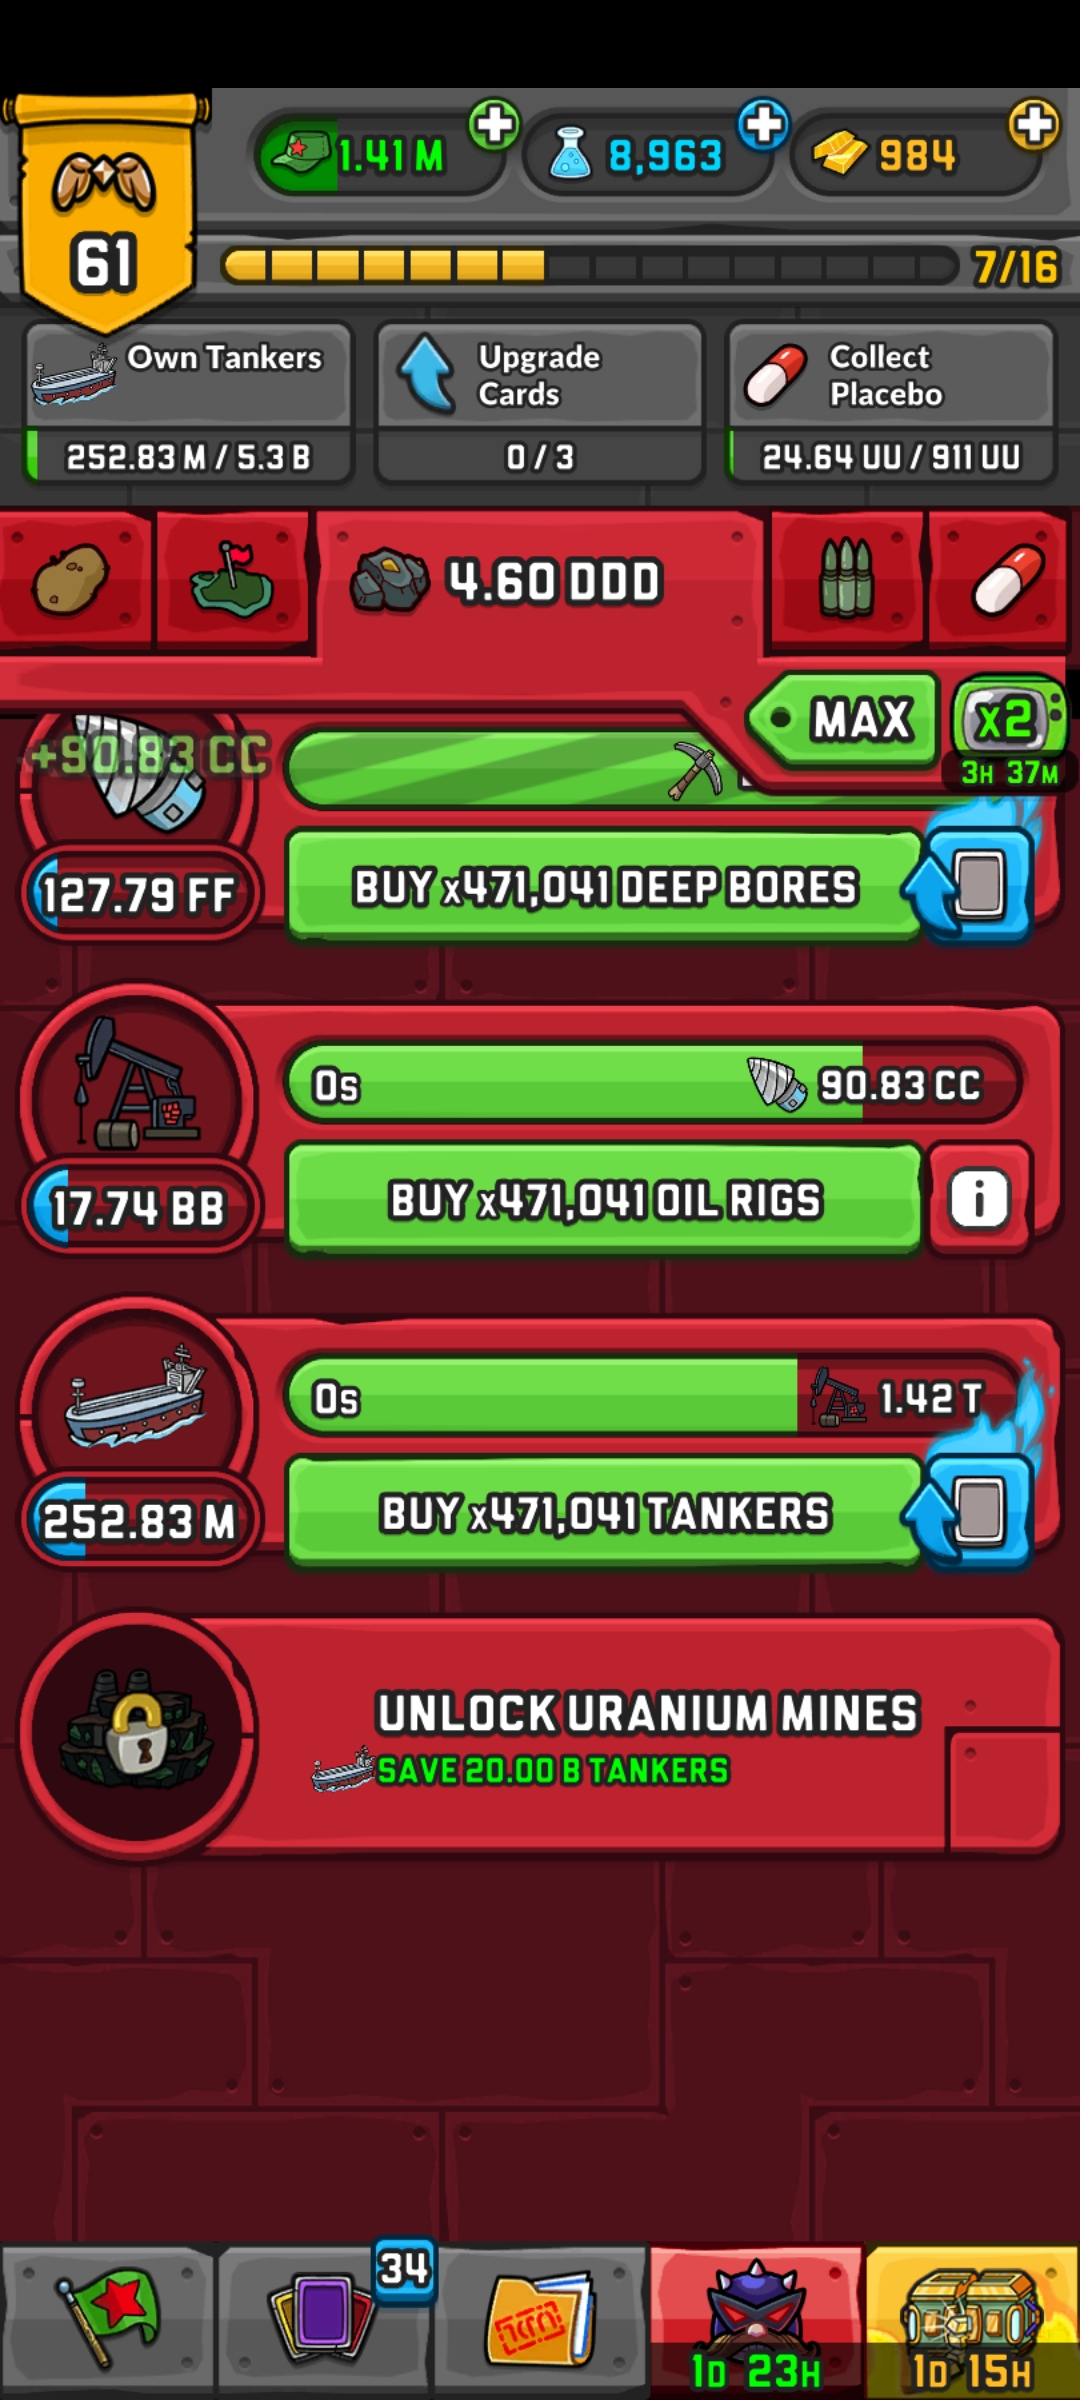 1.41 M
8,963
984
61
7/16
Own Tankers
252.83 M / 5.3 B
Upgrade
Cards
0 / 3
Collect
Placebo
24.64 UU / 911 UU
4.60 DDD
MAX
x2
3H 37M
+90.83 CC
127.79 FF
BUY x471,041 DEEP BORES
0s
90.83 CC
17.74 BB
BUY x471,041 OIL RIGS
i
0s
1.42 T
252.83 M
BUY x471,041 TANKERS
UNLOCK URANIUM MINES
SAVE 20.00 B TANKERS
34
1D 23H
1D 15H